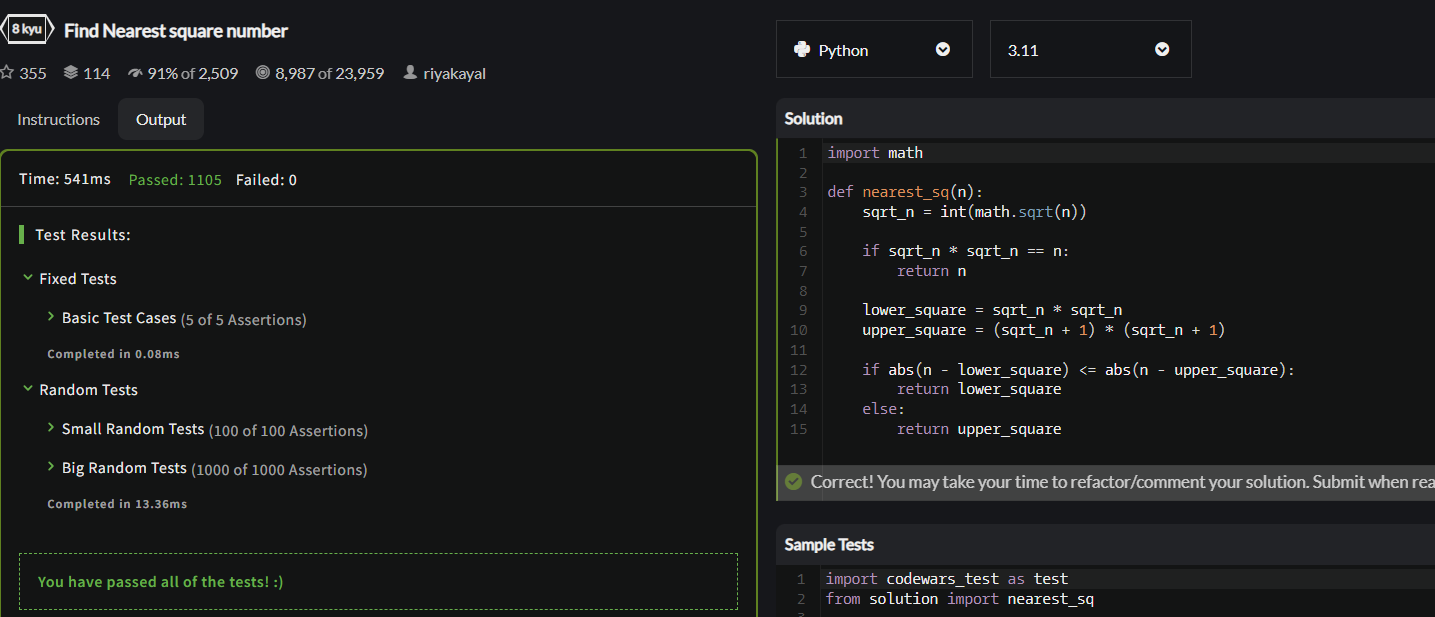 8 kyu Find Nearest square number
355 114 91% of 2,509 8,987 of 23,959 riyakayal
Instructions Output
Time: 541ms Passed: 1105 Failed: 0
Test Results:
Fixed Tests
Basic Test Cases (5 of 5 Assertions)
Completed in 0.08ms
Random Tests
Small Random Tests (100 of 100 Assertions)
Big Random Tests (1000 of 1000 Assertions)
Completed in 13.36ms
You have passed all of the tests! :)
Python 3.11
Solution
1 import math
2
3 def nearest_sq(n):
4 sqrt_n = int(math.sqrt(n))
5
6 if sqrt_n * sqrt_n == n:
7 return n
8
9 lower_square = sqrt_n * sqrt_n
10 upper_square = (sqrt_n + 1) * (sqrt_n + 1)
11
12 if abs(n - lower_square) <= abs(n - upper_square):
13 return lower_square
14 else:
15 return upper_square
Correct! You may take your time to refactor/comment your solution. Submit when rea
Sample Tests
1 import codewars_test as test
2 from solution import nearest_sq